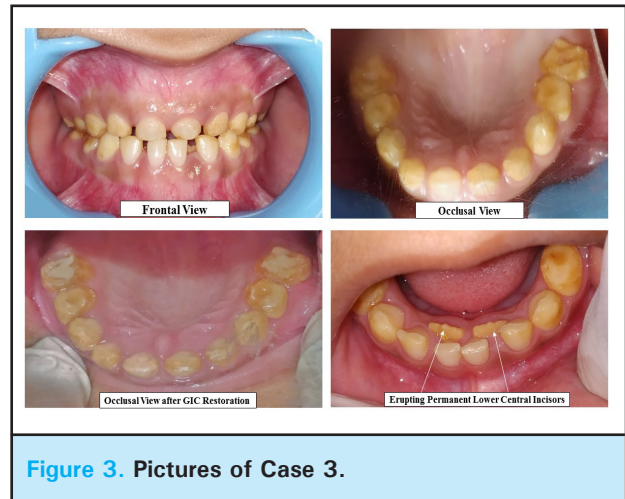 Frontal View
Occlusal View
Occlusal View after GIC Restoration
Erupting Permanent Lower Central Incisors
Figure 3. Pictures of Case 3.